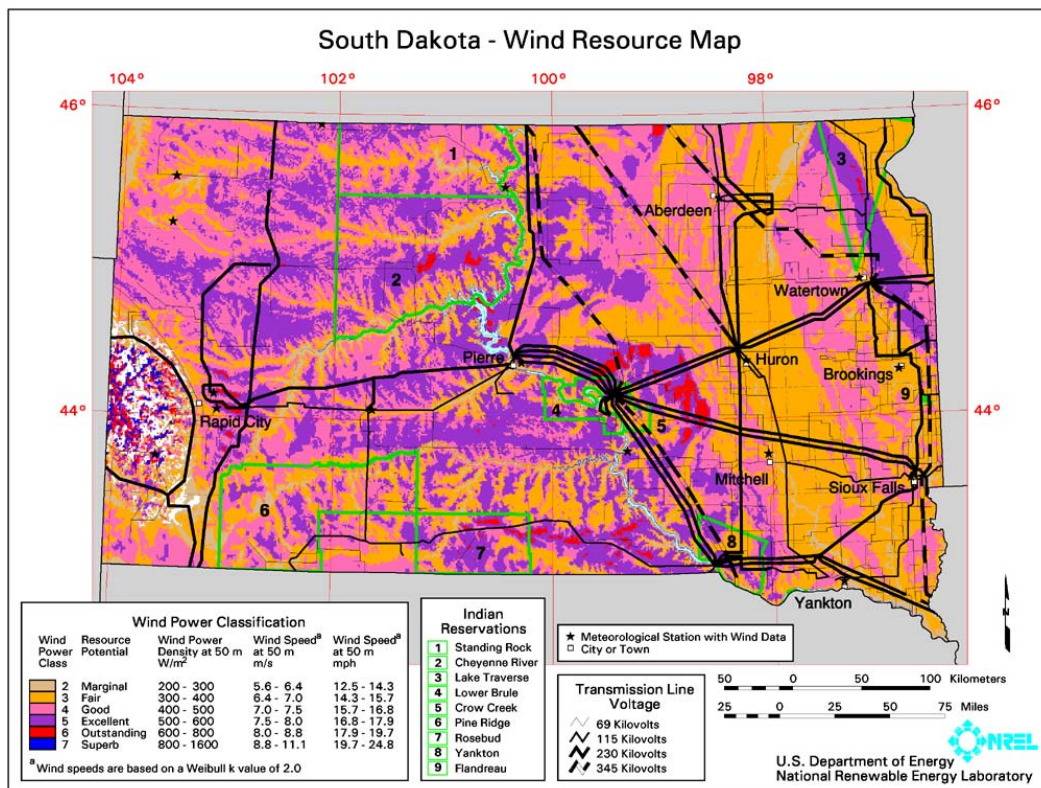 South Dakota - Wind Resource Map
104° 102° 100° 98°
46° 46°
1
3
Aberdeen
2
Watertown
Pierre
Huron
Brookings
44° 44°
Rapid City
4
5
9
Mitchell
Sioux Falls
6
7
8
Yankton
Wind Power Classification
Wind Power Class Resource Potential Wind Power Density at 50 m W/m² Wind Speedᵃ at 50 m m/s Wind Speedᵃ at 50 m mph
2 Marginal 200 - 300 5.6 - 6.4 12.5 - 14.3
3 Fair 300 - 400 6.4 - 7.0 14.3 - 15.7
4 Good 400 - 500 7.0 - 7.5 15.7 - 16.8
5 Excellent 500 - 600 7.5 - 8.0 16.8 - 17.9
6 Outstanding 600 - 800 8.0 - 8.8 17.9 - 19.7
7 Superb 800 - 1600 8.8 - 11.1 19.7 - 24.8
ᵃWind speeds are based on a Weibull k value of 2.0
Indian
Reservations
1 Standing Rock
2 Cheyenne River
3 Lake Traverse
4 Lower Brule
5 Crow Creek
6 Pine Ridge
7 Rosebud
8 Yankton
9 Flandreau
★ Meteorological Station with Wind Data
□ City or Town
Transmission Line
Voltage
69 Kilovolts
115 Kilovolts
230 Kilovolts
345 Kilovolts
N
50 0 50 100 Kilometers
25 0 25 50 75 Miles
NREL
U.S. Department of Energy
National Renewable Energy Laboratory